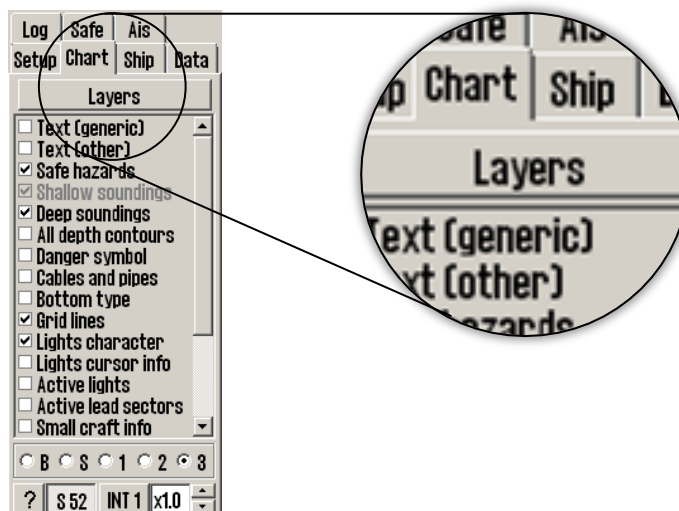 Log Safe Ais
Setup Chart Ship Data
Layers
Text (generic)
Text (other)
Safe hazards
Shallow soundings
Deep soundings
All depth contours
Danger symbol
Cables and pipes
Bottom type
Grid lines
Lights character
Lights cursor info
Active lights
Active lead sectors
Small craft info
B S 1 2 3
? S 52 INT 1 x1.0
Chart Ship
Layers
ext (generic)
xt (other)